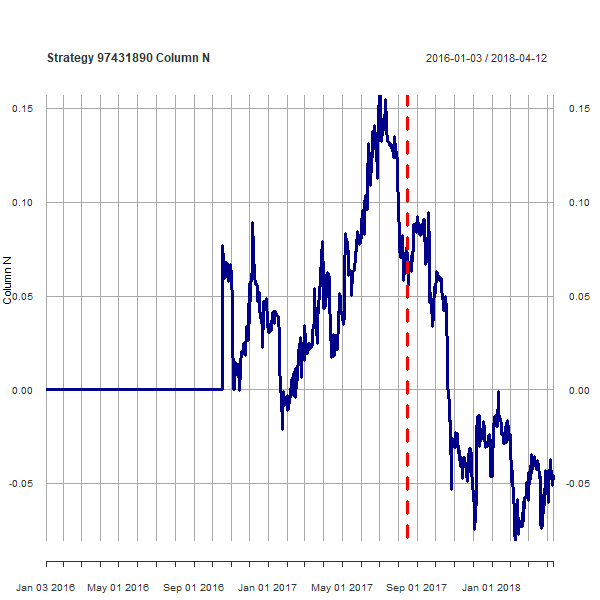 Strategy 97431890 Column N 2016-01-03 / 2018-04-12
0.15 0.15
0.10 0.10
0.05 0.05
Column N
0.00 0.00
-0.05 -0.05
Jan 03 2016 May 01 2016 Sep 01 2016 Jan 01 2017 May 01 2017 Sep 01 2017 Jan 01 2018